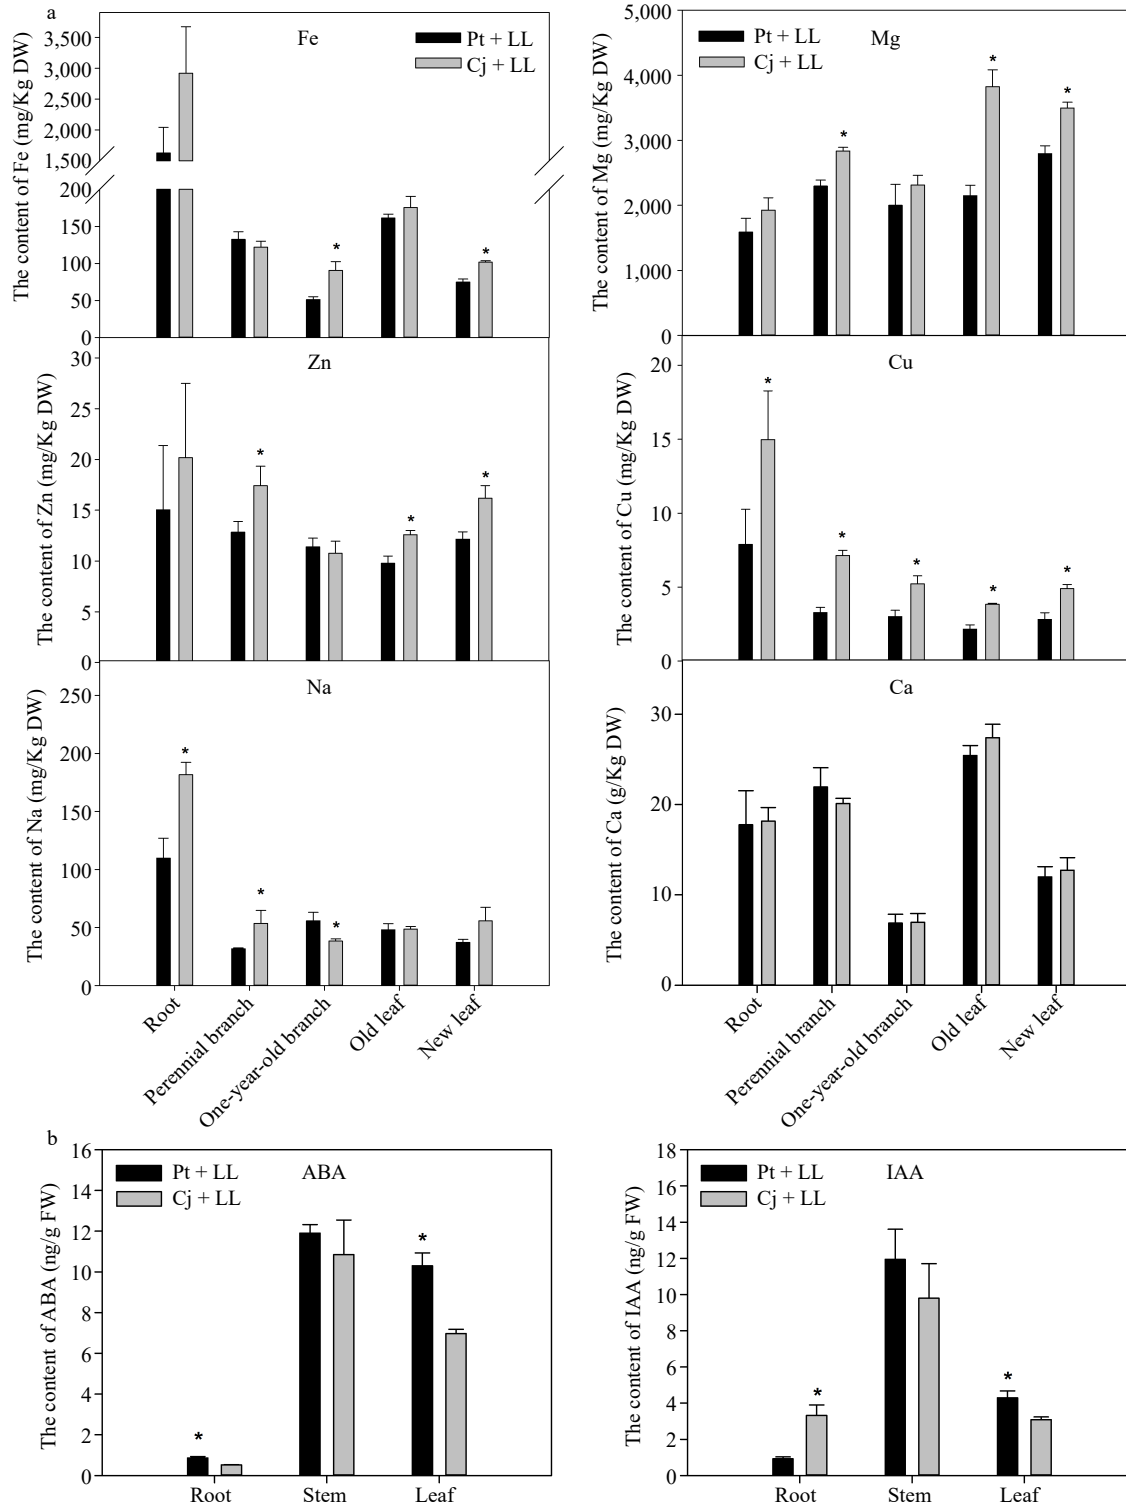 a
Fe
Pt + LL
Cj + LL
The content of Fe (mg/Kg DW)
3,500
3,000
2,500
2,000
1,500
200
150
100
50
0
*
*
Mg
Pt + LL
Cj + LL
The content of Mg (mg/Kg DW)
5,000
4,000
3,000
2,000
1,000
0
*
*
*
Zn
The content of Zn (mg/Kg DW)
30
25
20
15
10
5
0
*
*
*
Cu
The content of Cu (mg/Kg DW)
20
15
10
5
0
*
*
*
*
*
Na
The content of Na (mg/Kg DW)
250
200
150
100
50
0
*
*
*
Root
Perennial branch
One-year-old branch
Old leaf
New leaf
Ca
The content of Ca (g/Kg DW)
30
20
10
0
Root
Perennial branch
One-year-old branch
Old leaf
New leaf
b
ABA
Pt + LL
Cj + LL
The content of ABA (ng/g FW)
16
14
12
10
8
6
4
2
0
*
*
Root
Stem
Leaf
IAA
Pt + LL
Cj + LL
The content of IAA (ng/g FW)
18
16
14
12
10
8
6
4
2
0
*
*
Root
Stem
Leaf